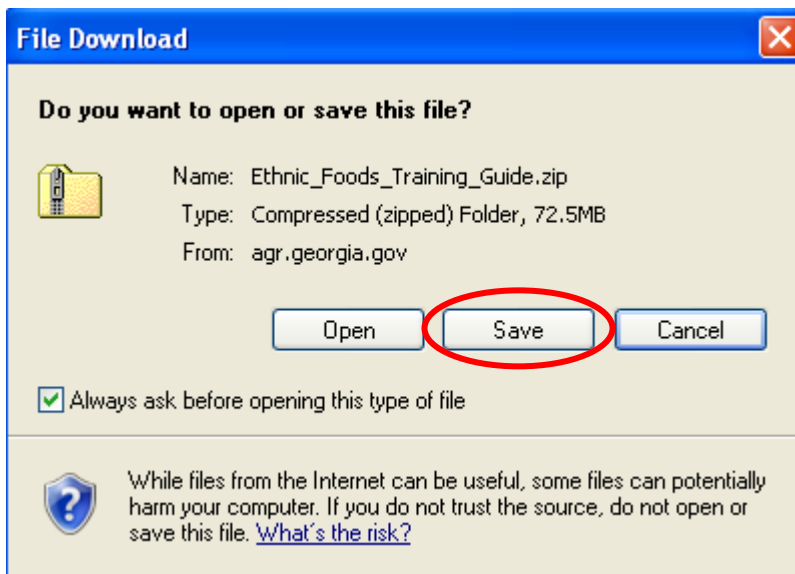 File Download
Do you want to open or save this file?
Name: Ethnic_Foods_Training_Guide.zip
Type: Compressed (zipped) Folder, 72.5MB
From: agr.georgia.gov
Open Save Cancel
Always ask before opening this type of file
While files from the Internet can be useful, some files can potentially
harm your computer. If you do not trust the source, do not open or
save this file. What's the risk?